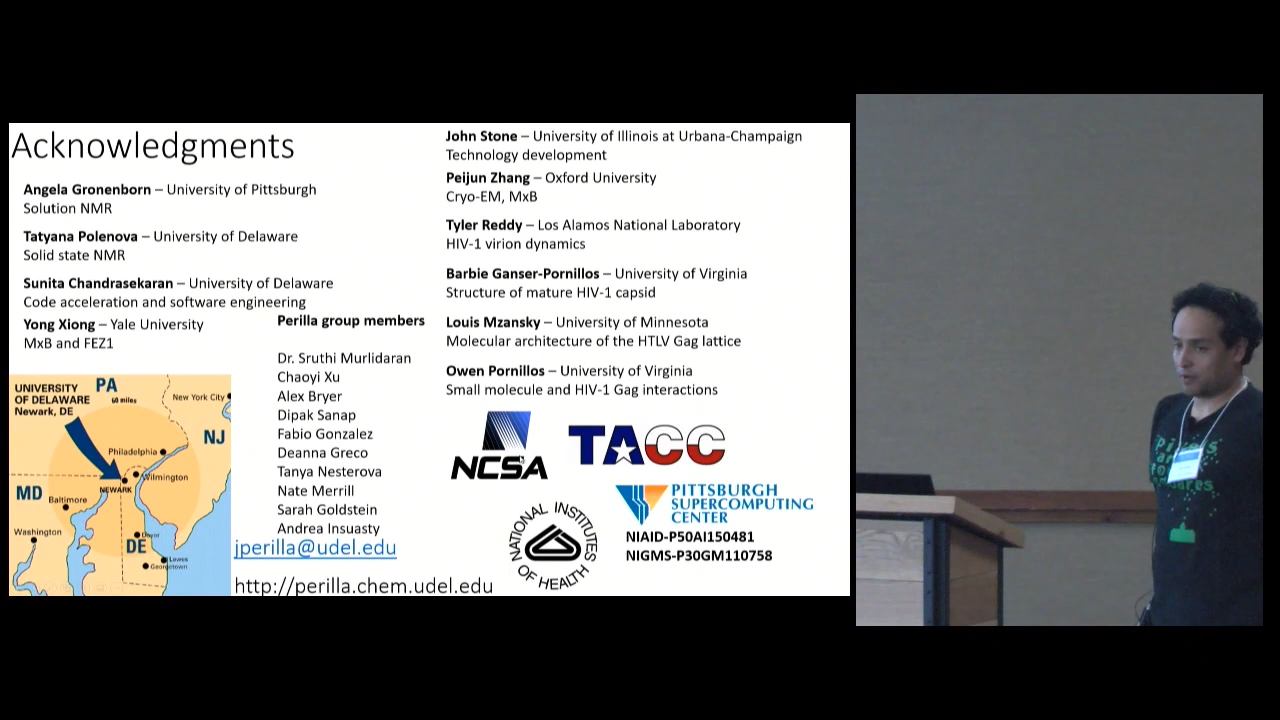 Acknowledgments
Angela Gronenborn – University of Pittsburgh
Solution NMR
Tatyana Polenova – University of Delaware
Solid state NMR
Sunita Chandrasekaran – University of Delaware
Code acceleration and software engineering
Yong Xiong – Yale University
MxB and FEZ1
Perilla group members
Dr. Sruthi Murlidaran
Chaoyi Xu
Alex Bryer
Dipak Sanap
Fabio Gonzalez
Deanna Greco
Tanya Nesterova
Nate Merrill
Sarah Goldstein
Andrea Insuasty
jperilla@udel.edu
http://perilla.chem.udel.edu
UNIVERSITY
OF DELAWARE
Newark, DE
PA
60 miles
New York City
NJ
Philadelphia
Wilmington
NEWARK
MD
Baltimore
Washington
Dover
DE
Lewes
Georgetown
John Stone – University of Illinois at Urbana-Champaign
Technology development
Peijun Zhang – Oxford University
Cryo-EM, MxB
Tyler Reddy – Los Alamos National Laboratory
HIV-1 virion dynamics
Barbie Ganser-Pornillos – University of Virginia
Structure of mature HIV-1 capsid
Louis Mzansky – University of Minnesota
Molecular architecture of the HTLV Gag lattice
Owen Pornillos – University of Virginia
Small molecule and HIV-1 Gag interactions
NCSA
TACC
PITTSBURGH
SUPERCOMPUTING
CENTER
NATIONAL INSTITUTES
OF HEALTH
NIAID-P50AI150481
NIGMS-P30GM110758